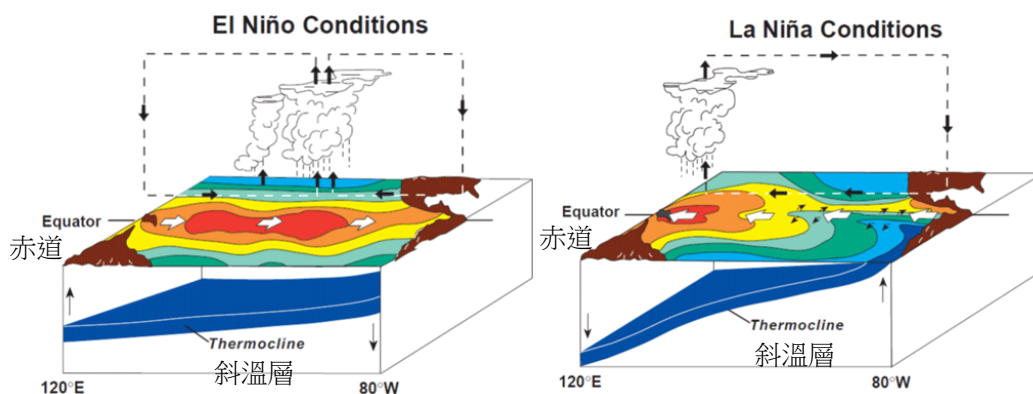 El Niño Conditions
Equator
赤道
Thermocline
斜溫層
120°E
80°W
La Niña Conditions
Equator
赤道
Thermocline
斜溫層
120°E
80°W